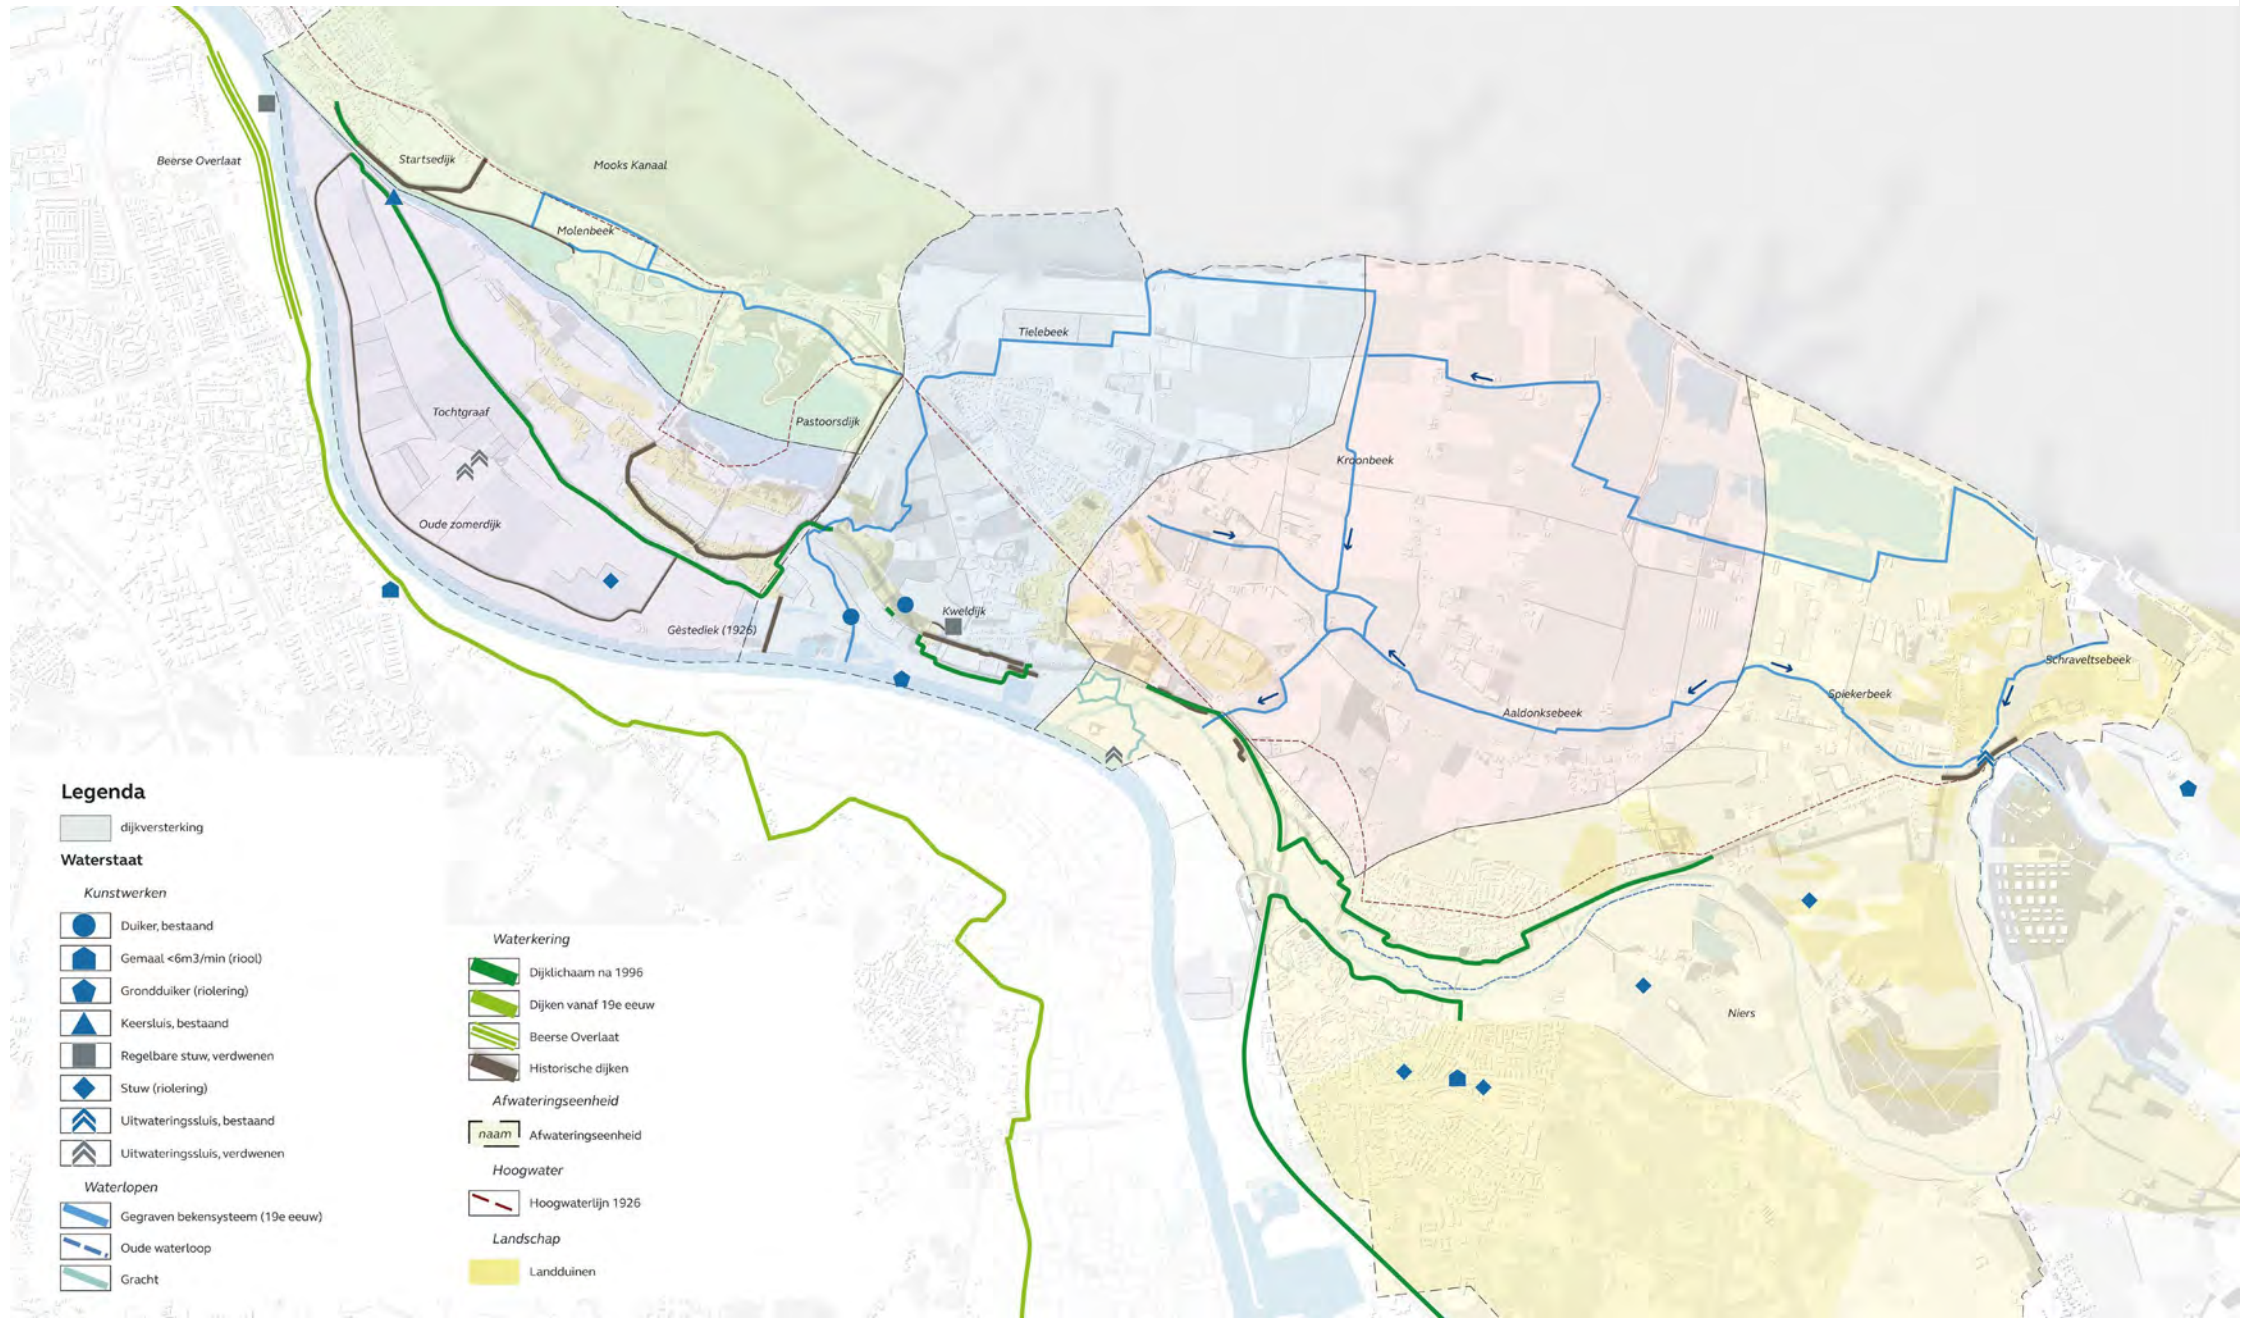 Beerse Overlaat
Startsedijk
Mooks Kanaal
Molenbeek
Tielebeek
Tochtgraaf
Pastoorsdijk
Kroonbeek
Oude zomerdijk
Kweldijk
Gèstediek (1926)
Schraveltsebeek
Spiekerbeek
Aaldonksebeek
Niers
Legenda
dijkversterking
Waterstaat
Kunstwerken
Duiker, bestaand
Gemaal <6m3/min (riool)
Grondduiker (riolering)
Keersluis, bestaand
Regelbare stuw, verdwenen
Stuw (riolering)
Uitwateringssluis, bestaand
Uitwateringssluis, verdwenen
Waterlopen
Gegraven bekensysteem (19e eeuw)
Oude waterloop
Gracht
Waterkering
Dijklichaam na 1996
Dijken vanaf 19e eeuw
Beerse Overlaat
Historische dijken
Afwateringseenheid
naam Afwateringseenheid
Hoogwater
Hoogwaterlijn 1926
Landschap
Landduinen